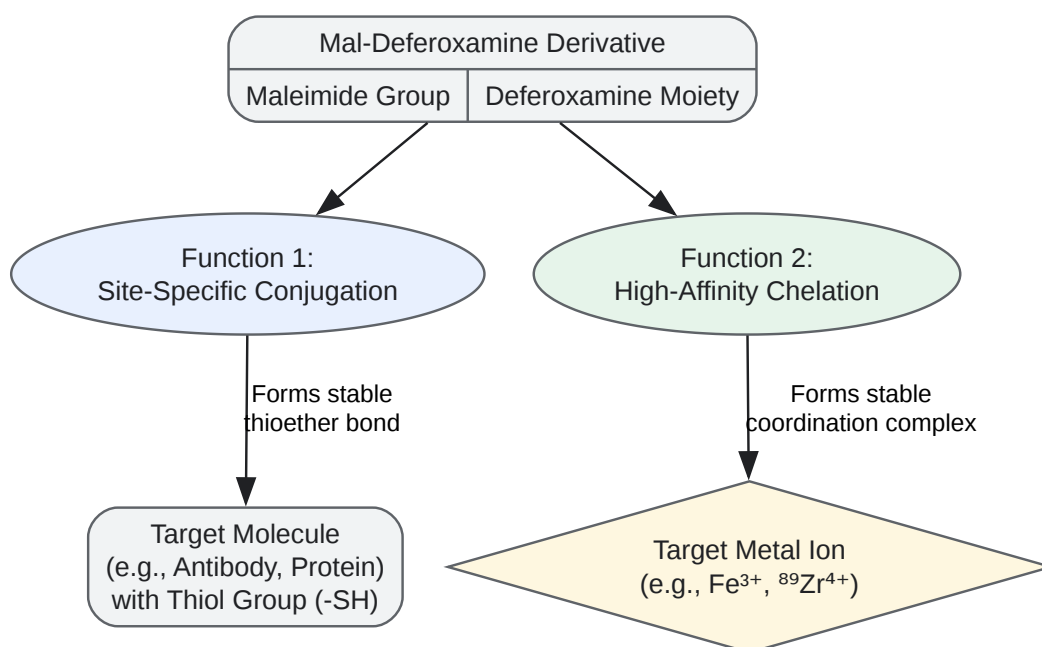 Mal-Deferoxamine Derivative
Maleimide Group
Deferoxamine Moiety
Function 1:
Site-Specific Conjugation
Function 2:
High-Affinity Chelation
Forms stable
thioether bond
Forms stable
coordination complex
Target Molecule
(e.g., Antibody, Protein)
with Thiol Group (-SH)
Target Metal Ion
(e.g., Fe³⁺, ⁸⁹Zr⁴⁺)